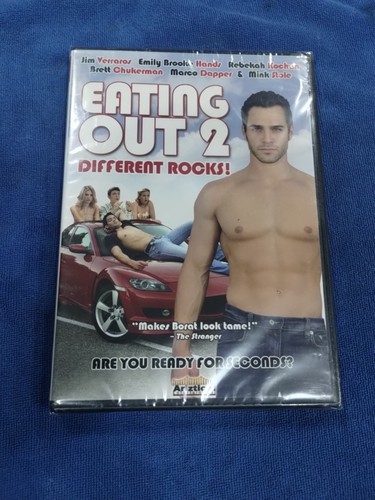 Jim Verraros Emily Brooke Hands Rebekah Kochan
Brett Chukerman Marco Dapper & Mink Stole
EATING
OUT 2
DIFFERENT ROCKS!
"Makes Borat look tame!"
- The Stranger
ARE YOU READY FOR SECONDS?